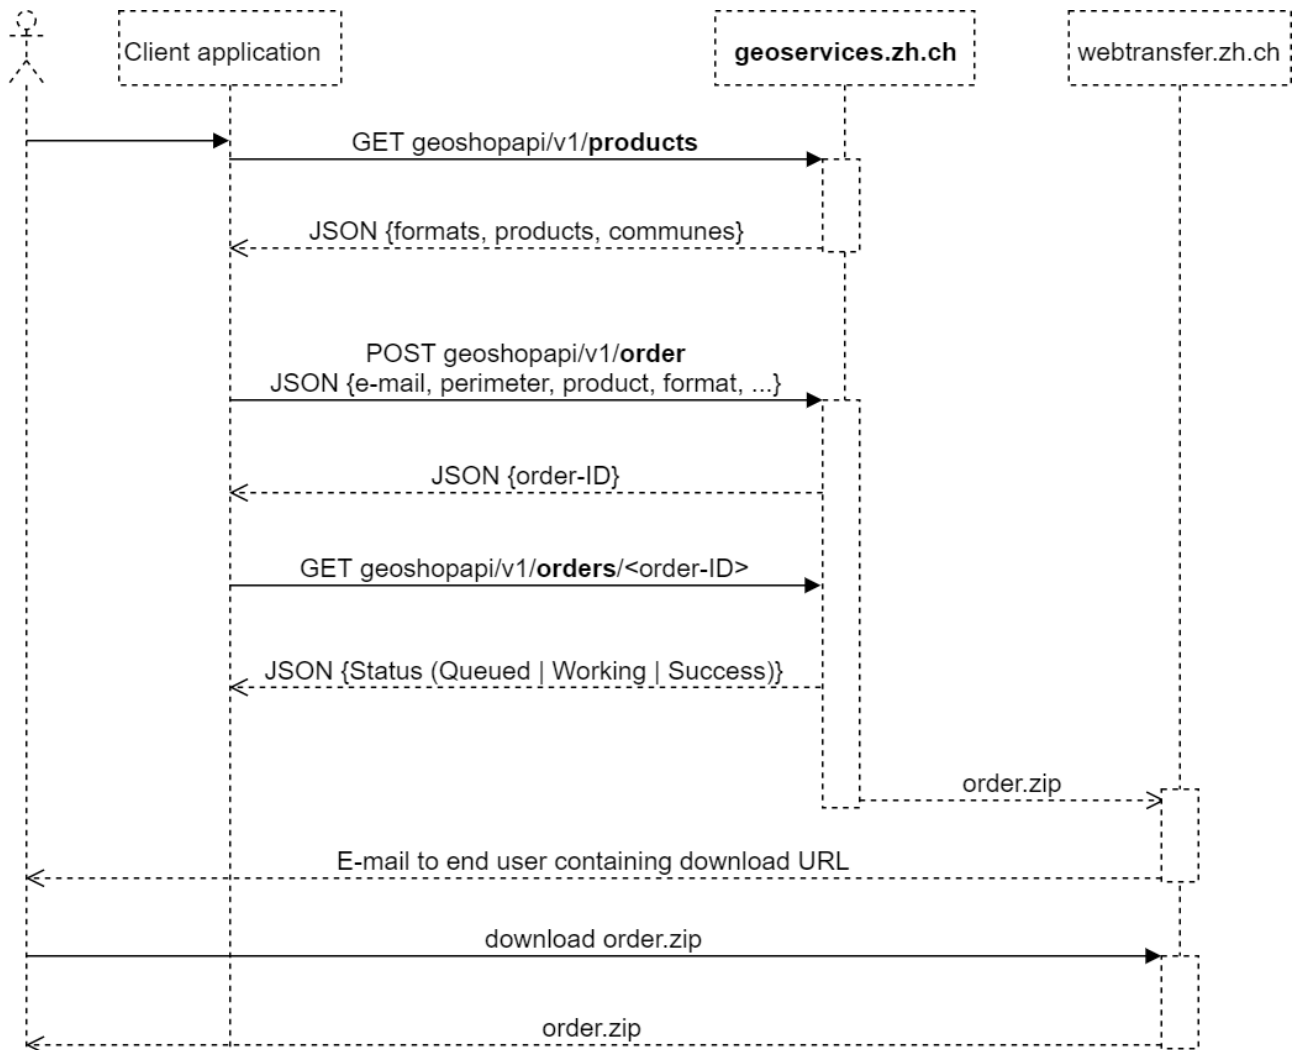 Client application
geoservices.zh.ch
webtransfer.zh.ch
GET geoshopapi/v1/products
JSON {formats, products, communes}
POST geoshopapi/v1/order
JSON {e-mail, perimeter, product, format, ...}
JSON {order-ID}
GET geoshopapi/v1/orders/<order-ID>
JSON {Status (Queued | Working | Success)}
order.zip
E-mail to end user containing download URL
download order.zip
order.zip